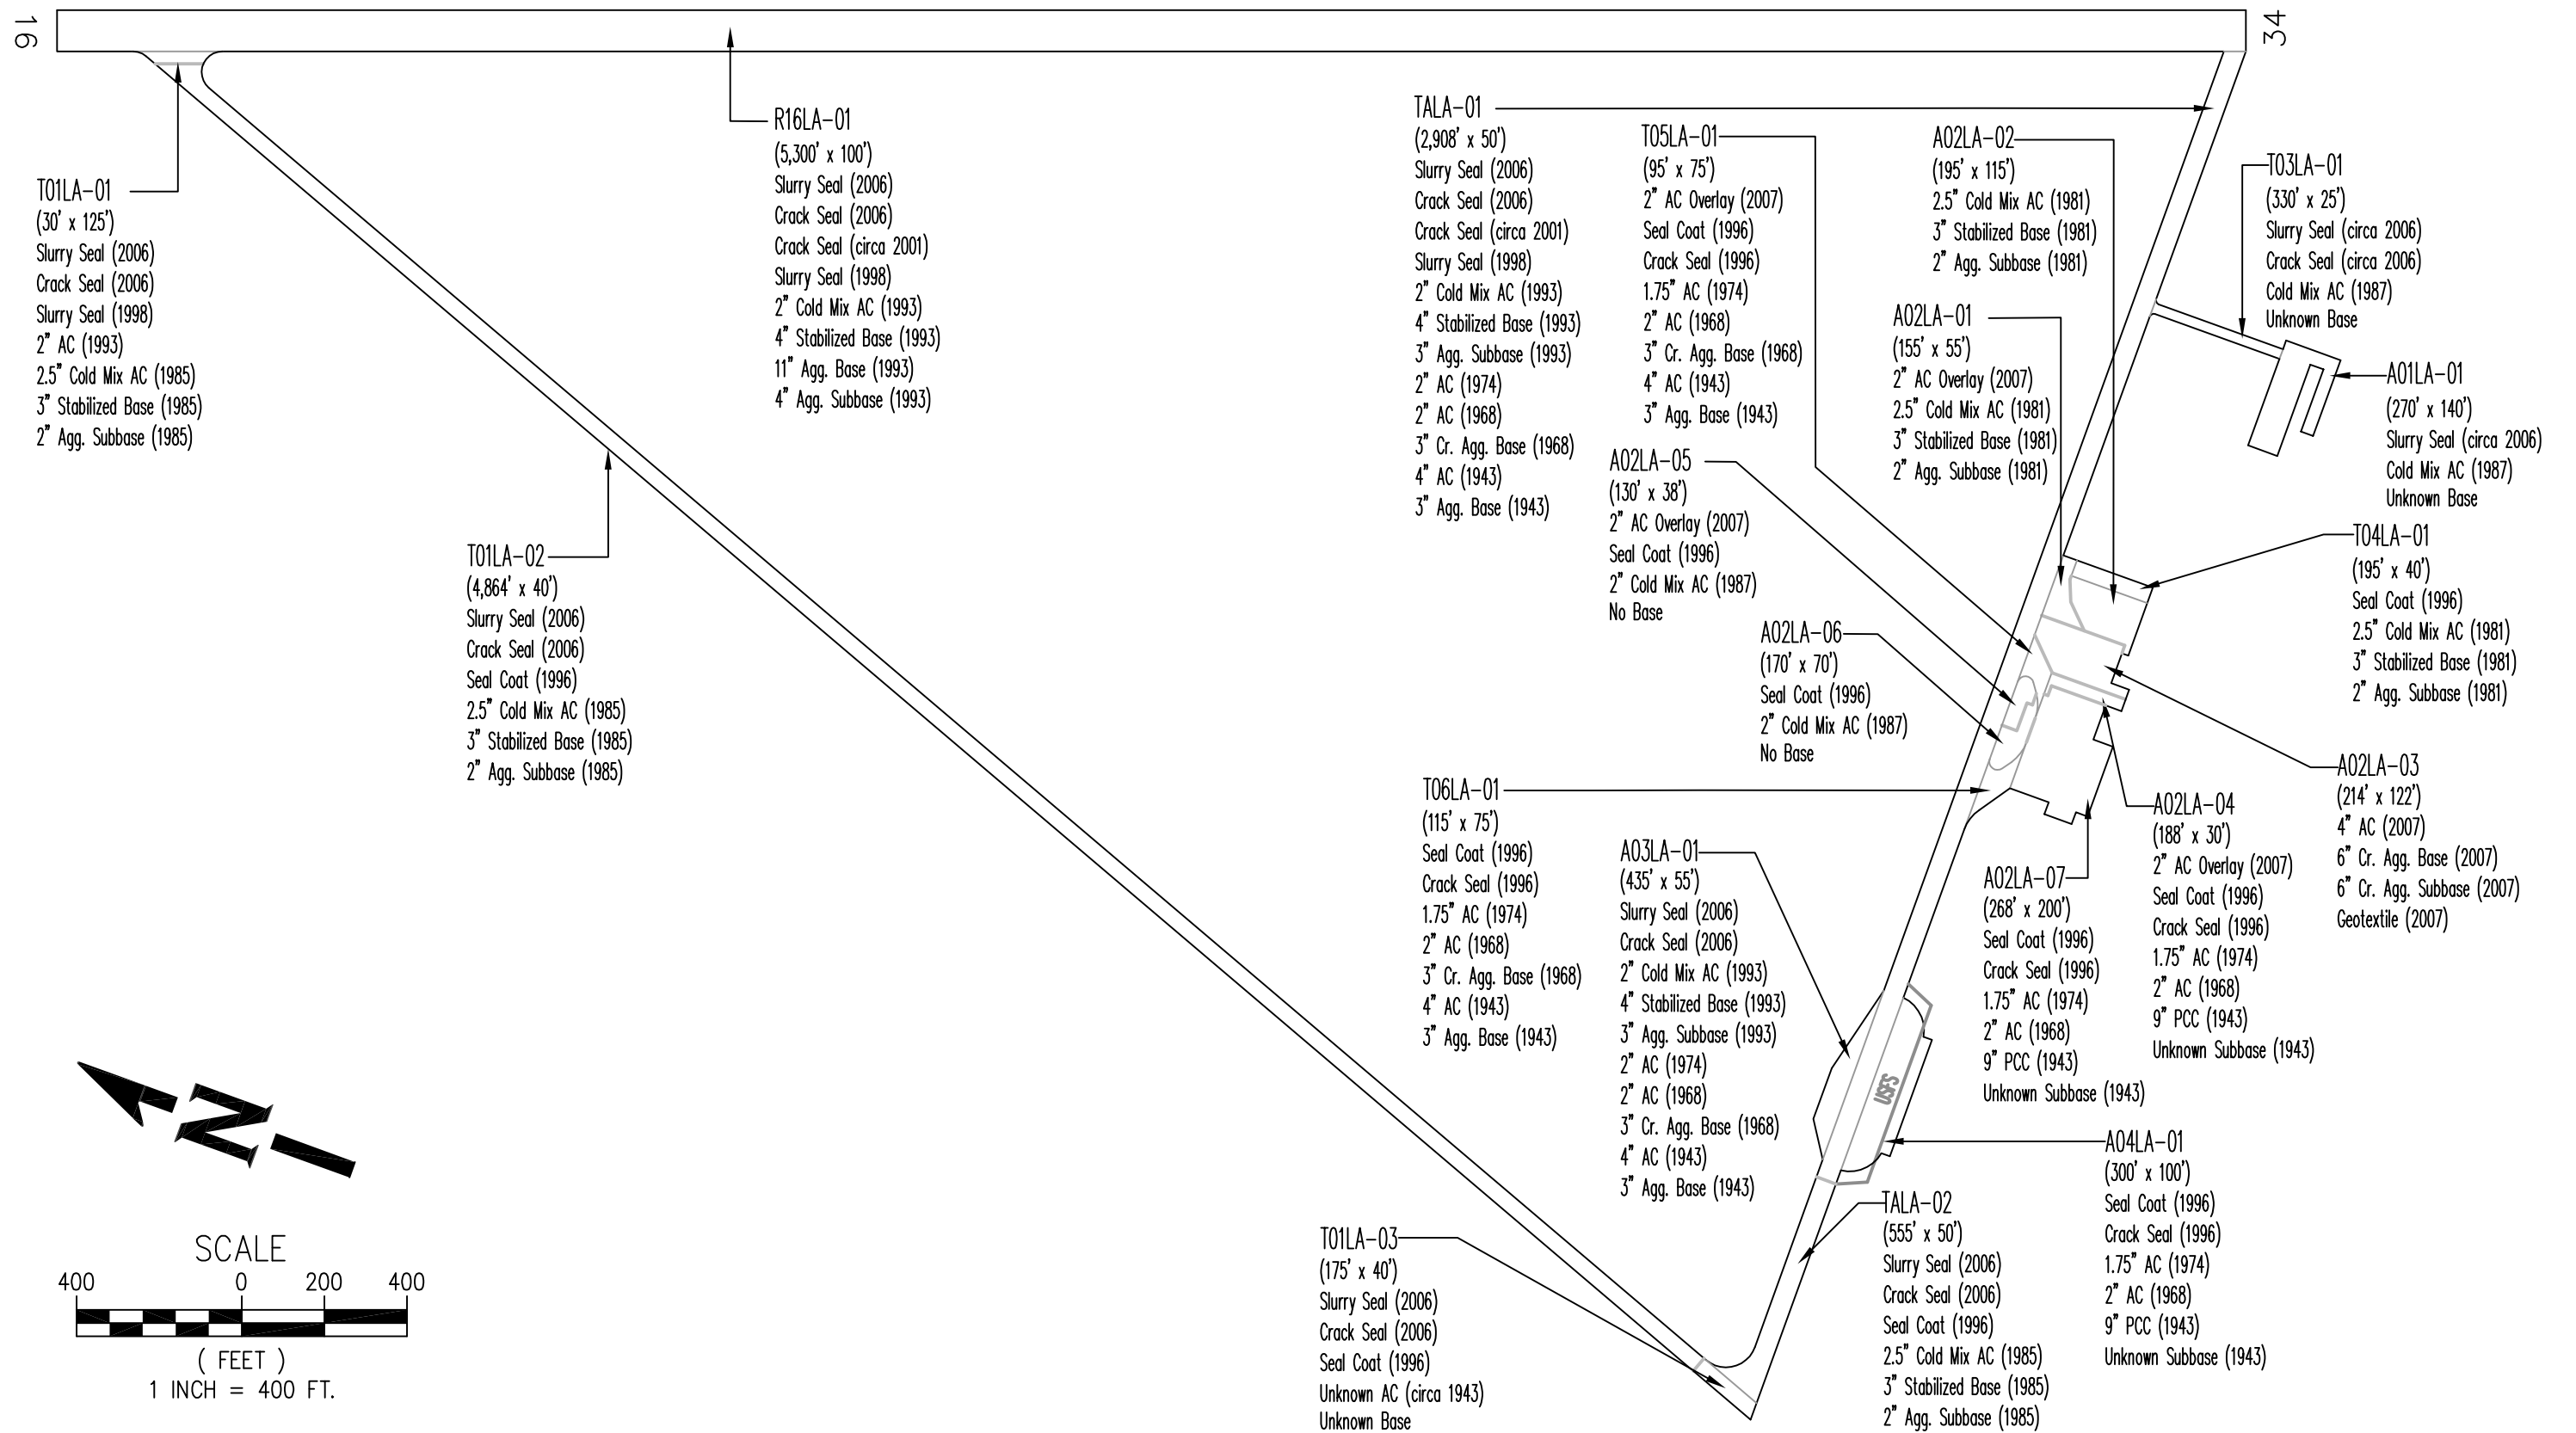 16
34
T01LA-01
(30' x 125')
Slurry Seal (2006)
Crack Seal (2006)
Slurry Seal (1998)
2" AC (1993)
2.5" Cold Mix AC (1985)
3" Stabilized Base (1985)
2" Agg. Subbase (1985)
R16LA-01
(5,300' x 100')
Slurry Seal (2006)
Crack Seal (2006)
Crack Seal (circa 2001)
Slurry Seal (1998)
2" Cold Mix AC (1993)
4" Stabilized Base (1993)
11" Agg. Base (1993)
4" Agg. Subbase (1993)
T01LA-02
(4,864' x 40')
Slurry Seal (2006)
Crack Seal (2006)
Seal Coat (1996)
2.5" Cold Mix AC (1985)
3" Stabilized Base (1985)
2" Agg. Subbase (1985)
TALA-01
(2,908' x 50')
Slurry Seal (2006)
Crack Seal (2006)
Crack Seal (circa 2001)
Slurry Seal (1998)
2" Cold Mix AC (1993)
4" Stabilized Base (1993)
3" Agg. Subbase (1993)
2" AC (1974)
2" AC (1968)
3" Cr. Agg. Base (1968)
4" AC (1943)
3" Agg. Base (1943)
T05LA-01
(95' x 75')
2" AC Overlay (2007)
Seal Coat (1996)
Crack Seal (1996)
1.75" AC (1974)
2" AC (1968)
3" Cr. Agg. Base (1968)
4" AC (1943)
3" Agg. Base (1943)
A02LA-02
(195' x 115')
2.5" Cold Mix AC (1981)
3" Stabilized Base (1981)
2" Agg. Subbase (1981)
A02LA-01
(155' x 55')
2" AC Overlay (2007)
2.5" Cold Mix AC (1981)
3" Stabilized Base (1981)
2" Agg. Subbase (1981)
T03LA-01
(330' x 25')
Slurry Seal (circa 2006)
Crack Seal (circa 2006)
Cold Mix AC (1987)
Unknown Base
A01LA-01
(270' x 140')
Slurry Seal (circa 2006)
Cold Mix AC (1987)
Unknown Base
A02LA-05
(130' x 38')
2" AC Overlay (2007)
Seal Coat (1996)
2" Cold Mix AC (1987)
No Base
T04LA-01
(195' x 40')
Seal Coat (1996)
2.5" Cold Mix AC (1981)
3" Stabilized Base (1981)
2" Agg. Subbase (1981)
A02LA-06
(170' x 70')
Seal Coat (1996)
2" Cold Mix AC (1987)
No Base
A02LA-03
(214' x 122')
4" AC (2007)
6" Cr. Agg. Base (2007)
6" Cr. Agg. Subbase (2007)
Geotextile (2007)
T06LA-01
(115' x 75')
Seal Coat (1996)
Crack Seal (1996)
1.75" AC (1974)
2" AC (1968)
3" Cr. Agg. Base (1968)
4" AC (1943)
3" Agg. Base (1943)
A02LA-04
(188' x 30')
2" AC Overlay (2007)
Seal Coat (1996)
Crack Seal (1996)
1.75" AC (1974)
2" AC (1968)
9" PCC (1943)
Unknown Subbase (1943)
A03LA-01
(435' x 55')
Slurry Seal (2006)
Crack Seal (2006)
2" Cold Mix AC (1993)
4" Stabilized Base (1993)
3" Agg. Subbase (1993)
2" AC (1974)
2" AC (1968)
3" Cr. Agg. Base (1968)
4" AC (1943)
3" Agg. Base (1943)
A02LA-07
(268' x 200')
Seal Coat (1996)
Crack Seal (1996)
1.75" AC (1974)
2" AC (1968)
9" PCC (1943)
Unknown Subbase (1943)
USFS
A04LA-01
(300' x 100')
Seal Coat (1996)
Crack Seal (1996)
1.75" AC (1974)
2" AC (1968)
9" PCC (1943)
Unknown Subbase (1943)
TALA-02
(555' x 50')
Slurry Seal (2006)
Crack Seal (2006)
Seal Coat (1996)
2.5" Cold Mix AC (1985)
3" Stabilized Base (1985)
2" Agg. Subbase (1985)
T01LA-03
(175' x 40')
Slurry Seal (2006)
Crack Seal (2006)
Seal Coat (1996)
Unknown AC (circa 1943)
Unknown Base
N
SCALE
400 0 200 400
( FEET )
1 INCH = 400 FT.